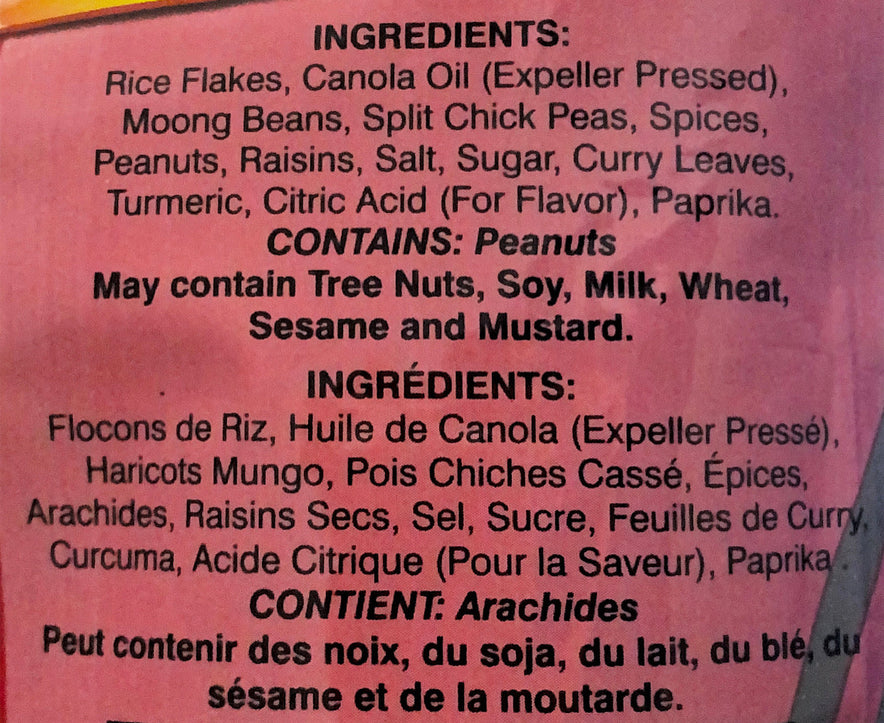 INGREDIENTS:
Rice Flakes, Canola Oil (Expeller Pressed),
Moong Beans, Split Chick Peas, Spices,
Peanuts, Raisins, Salt, Sugar, Curry Leaves,
Turmeric, Citric Acid (For Flavor), Paprika.
CONTAINS: Peanuts
May contain Tree Nuts, Soy, Milk, Wheat,
Sesame and Mustard.
INGRÉDIENTS:
Flocons de Riz, Huile de Canola (Expeller Pressé),
Haricots Mungo, Pois Chiches Cassé, Épices,
Arachides, Raisins Secs, Sel, Sucre, Feuilles de Curry,
Curcuma, Acide Citrique (Pour la Saveur), Paprika.
CONTIENT: Arachides
Peut contenir des noix, du soja, du lait, du blé, du
sésame et de la moutarde.